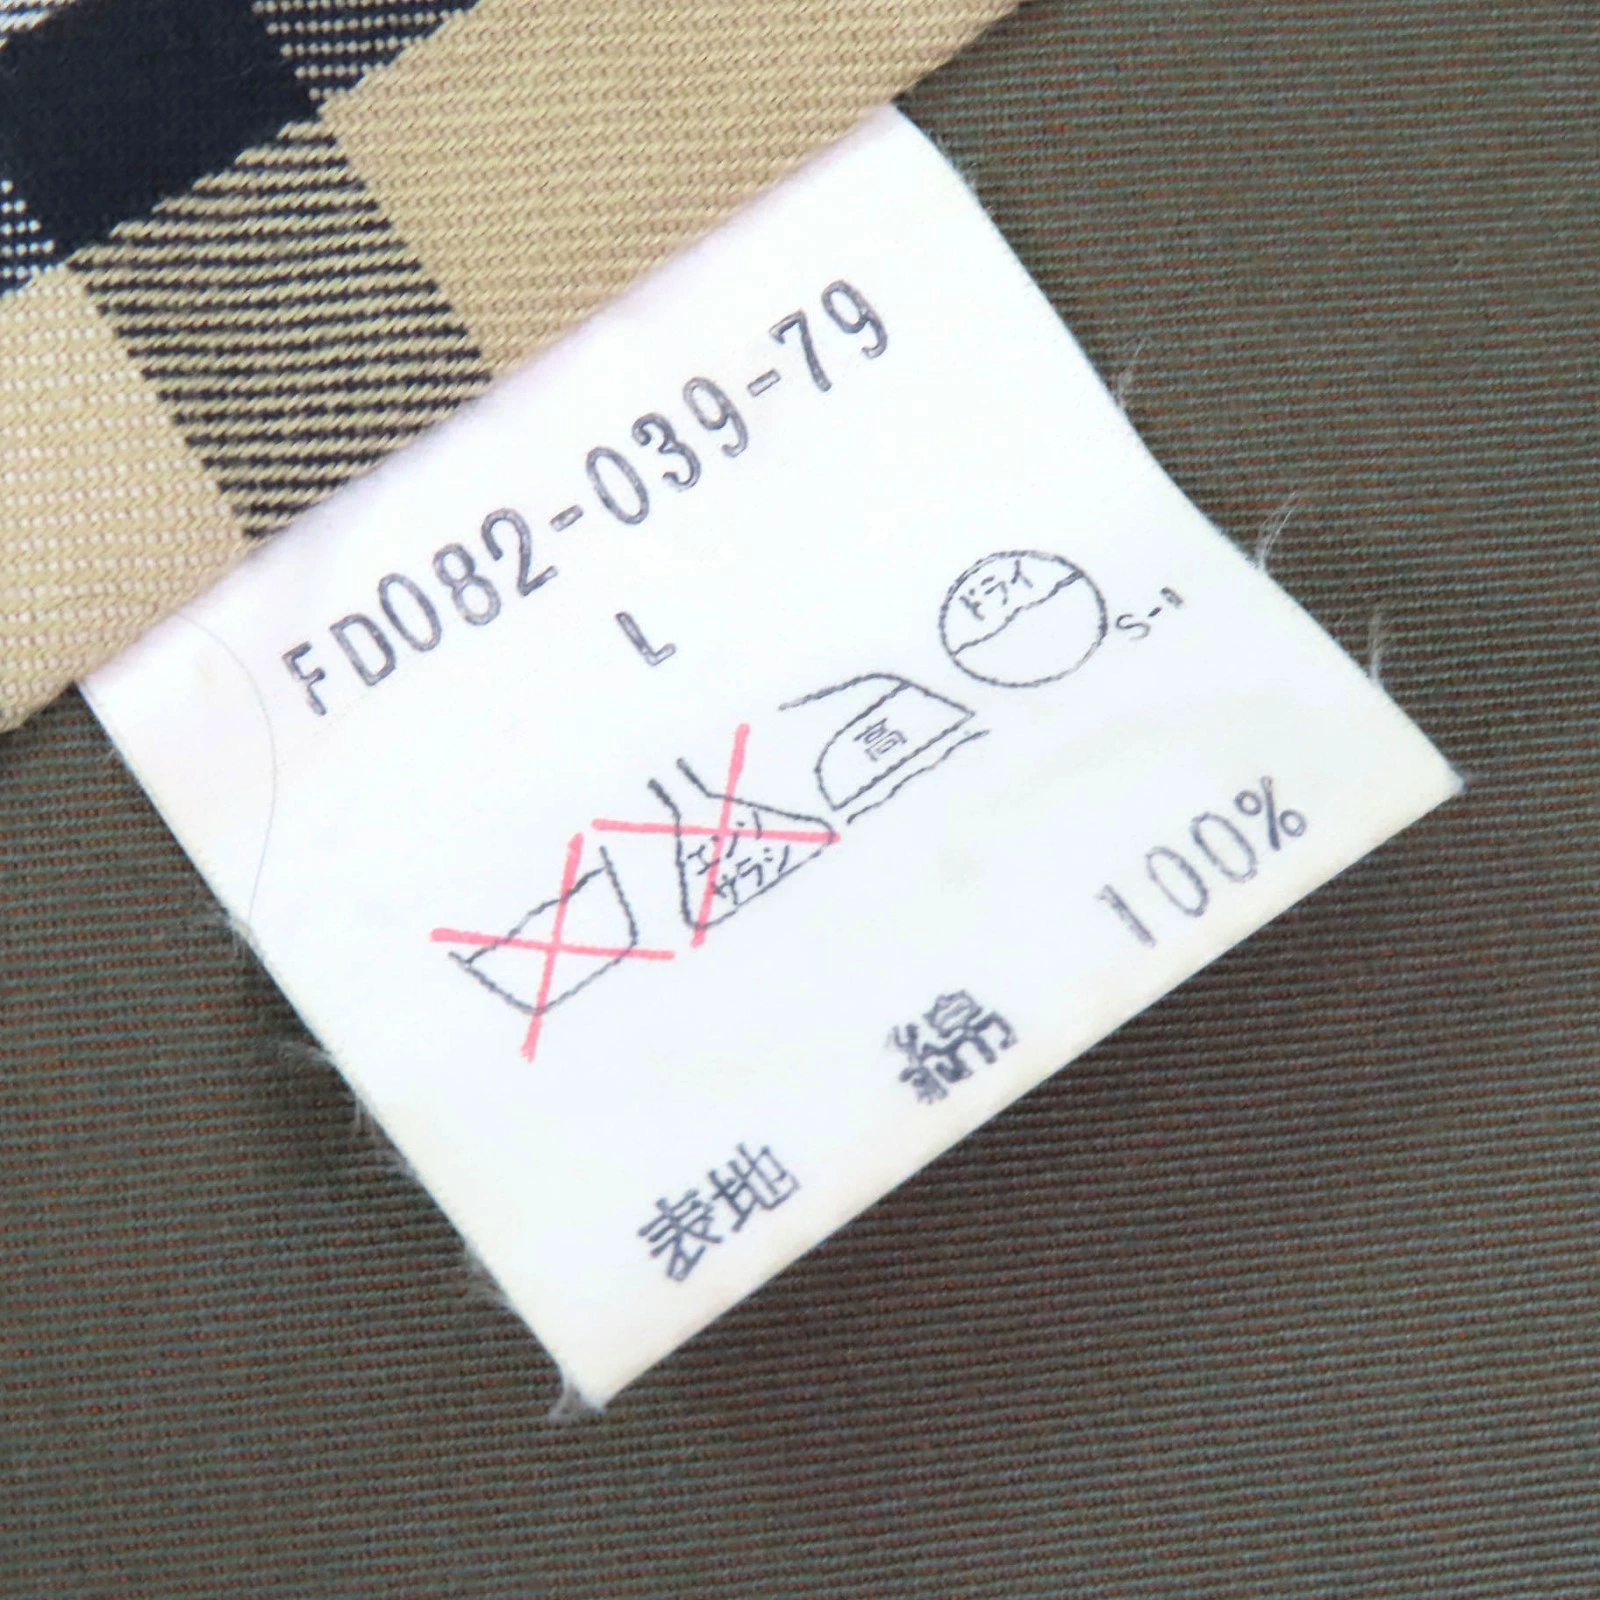 FD082-039-79
L
エンソ
サラシ
高
ドライ
S-1
表地 綿 100%